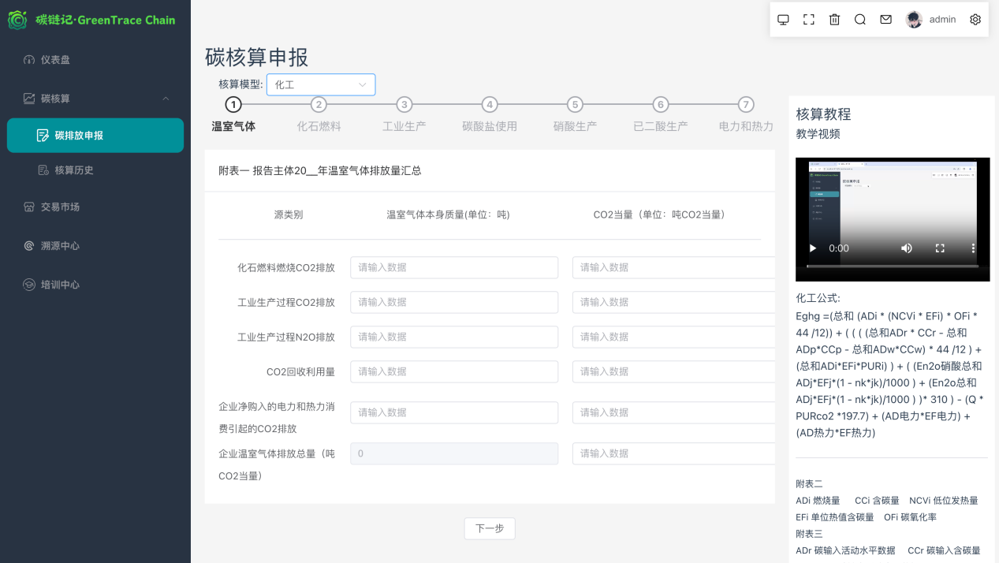 碳链记·GreenTrace Chain
admin
仪表盘
碳核算
碳排放申报
核算历史
交易市场
溯源中心
培训中心
碳核算申报
核算模型: 化工
1 2 3 4 5 6 7
温室气体 化石燃料 工业生产 碳酸盐使用 硝酸生产 已二酸生产 电力和热力
附表一 报告主体20__年温室气体排放量汇总
源类别 温室气体本身质量(单位：吨) CO2当量（单位：吨CO2当量）
化石燃料燃烧CO2排放 请输入数据 请输入数据
工业生产过程CO2排放 请输入数据 请输入数据
工业生产过程N2O排放 请输入数据 请输入数据
CO2回收利用量 请输入数据 请输入数据
企业净购入的电力和热力消
费引起的CO2排放 请输入数据 请输入数据
企业温室气体排放总量（吨
CO2当量） 0 请输入数据
下一步
核算教程
教学视频
0:00
化工公式:
Eghg =(总和 (ADi * (NCVi * EFi) * OFi *
44 /12)) + ( ( ( (总和ADr * CCr - 总和
ADp*CCp - 总和ADw*CCw) * 44 /12 ) +
(总和ADi*EFi*PURi) ) + ( (En2o硝酸总和
ADj*EFj*(1 - nk*jk)/1000 ) + (En2o总和
ADj*EFj*(1 - nk*jk)/1000 ) )* 310 ) - (Q *
PURco2 *197.7) + (AD电力*EF电力) +
(AD热力*EF热力)
附表二
ADi 燃烧量 CCi 含碳量 NCVi 低位发热量
EFi 单位热值含碳量 OFi 碳氧化率
附表三
ADr 碳输入活动水平数据 CCr 碳输入含碳量